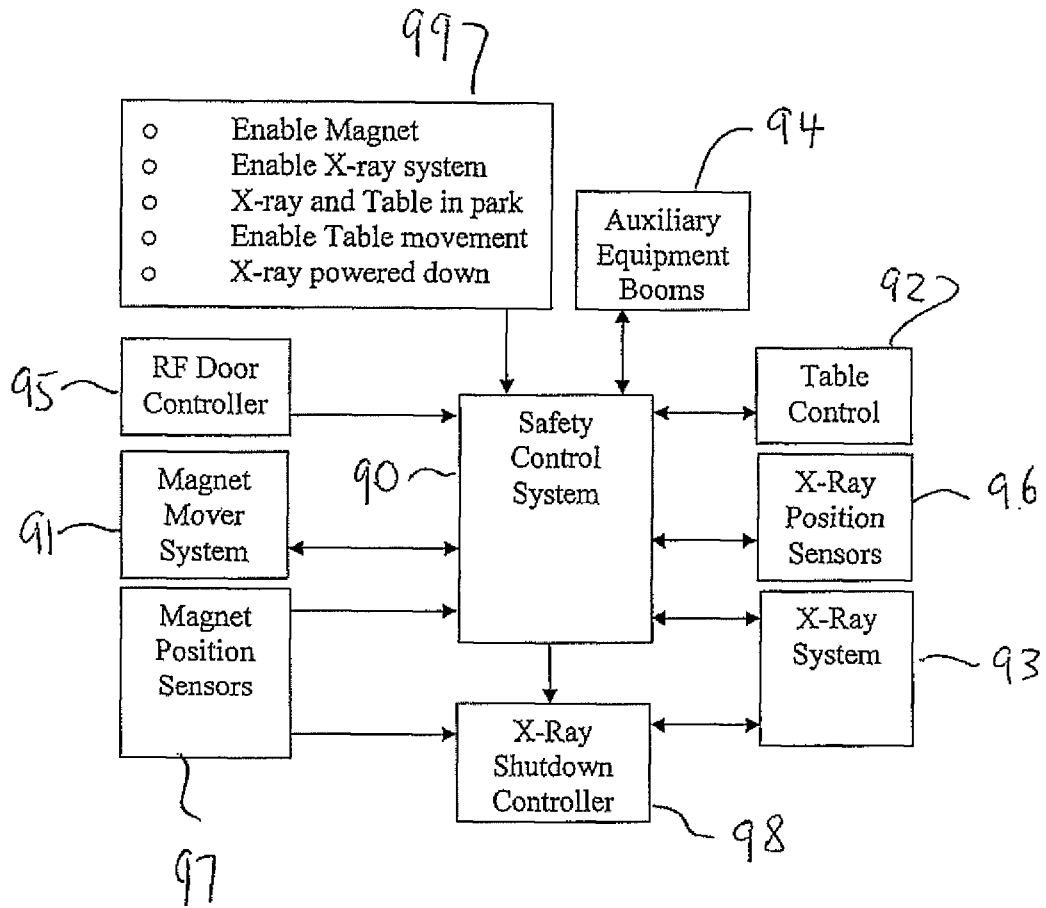 99
○ Enable Magnet
○ Enable X-ray system
○ X-ray and Table in park
○ Enable Table movement
○ X-ray powered down
94
Auxiliary
Equipment
Booms
92
95
RF Door
Controller
Table
Control
90
Safety
Control
System
91
Magnet
Mover
System
X-Ray
Position
Sensors
96
Magnet
Position
Sensors
X-Ray
System
93
X-Ray
Shutdown
Controller
98
97